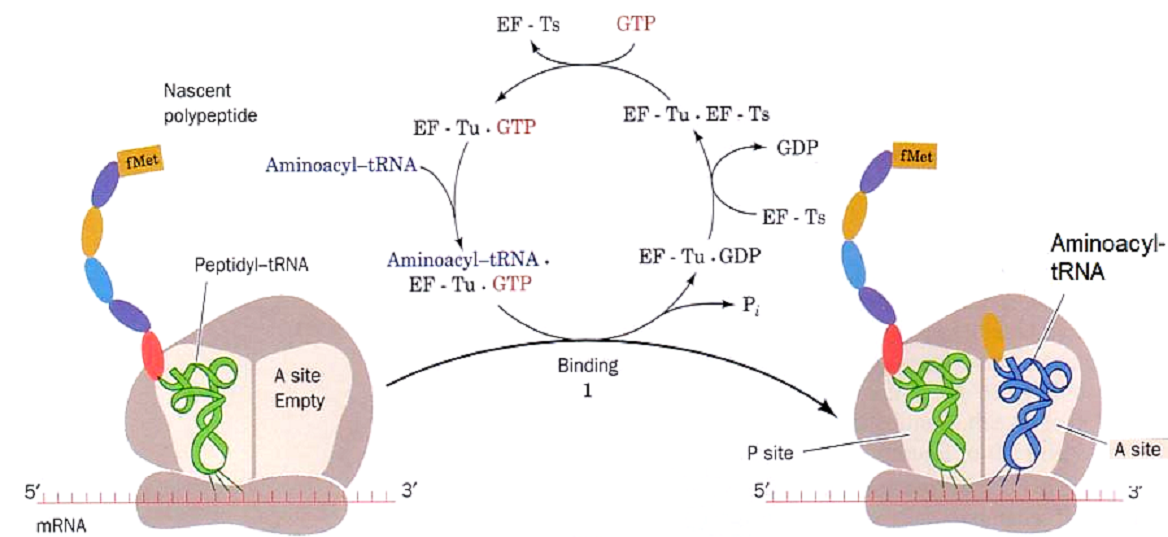 EF - Ts
GTP
Nascent
polypeptide
fMet
EF - Tu . GTP
EF - Tu . EF - Ts
GDP
Aminoacyl–tRNA
EF - Ts
Aminoacyl–tRNA .
EF - Tu . GTP
EF - Tu . GDP
Pi
Peptidyl–tRNA
A site
Empty
Binding
1
5′
3′
mRNA
fMet
Aminoacyl-
tRNA
P site
A site
5′
3′